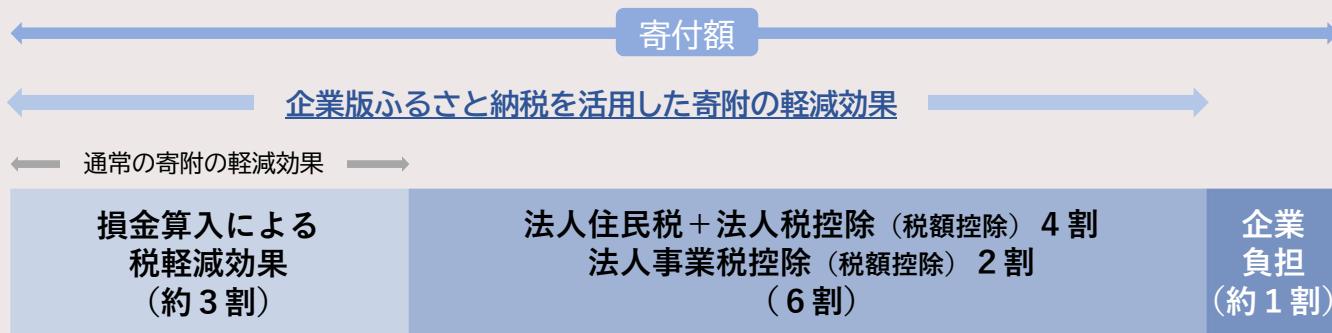 寄付額
企業版ふるさと納税を活用した寄附の軽減効果
通常の寄附の軽減効果
損金算入による
税軽減効果
（約３割）
法人住民税＋法人税控除（税額控除）４割
法人事業税控除（税額控除）２割
（６割）
企業
負担
（約１割）